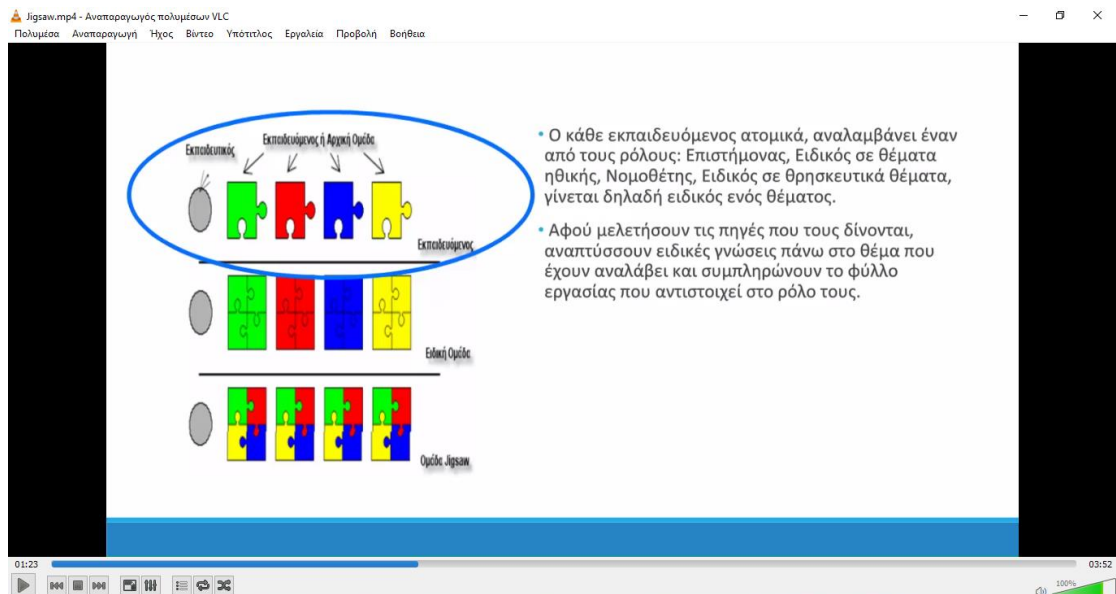 Jigsaw.mp4 - Αναπαραγωγός πολυμέσων VLC
Πολυμέσα Αναπαραγωγή Ήχος Βίντεο Υπότιτλος Εργαλεία Προβολή Βοήθεια
Εκπαιδευτικός
Εκπαιδευόμενος ή Αρχική Ομάδα
Εκπαιδευόμενος
Ειδική Ομάδα
Ομάδα Jigsaw
• Ο κάθε εκπαιδευόμενος ατομικά, αναλαμβάνει έναν
από τους ρόλους: Επιστήμονας, Ειδικός σε θέματα
ηθικής, Νομοθέτης, Ειδικός σε θρησκευτικά θέματα,
γίνεται δηλαδή ειδικός ενός θέματος.
• Αφού μελετήσουν τις πηγές που τους δίνονται,
αναπτύσσουν ειδικές γνώσεις πάνω στο θέμα που
έχουν αναλάβει και συμπληρώνουν το φύλλο
εργασίας που αντιστοιχεί στο ρόλο τους.
01:23
03:52
100%